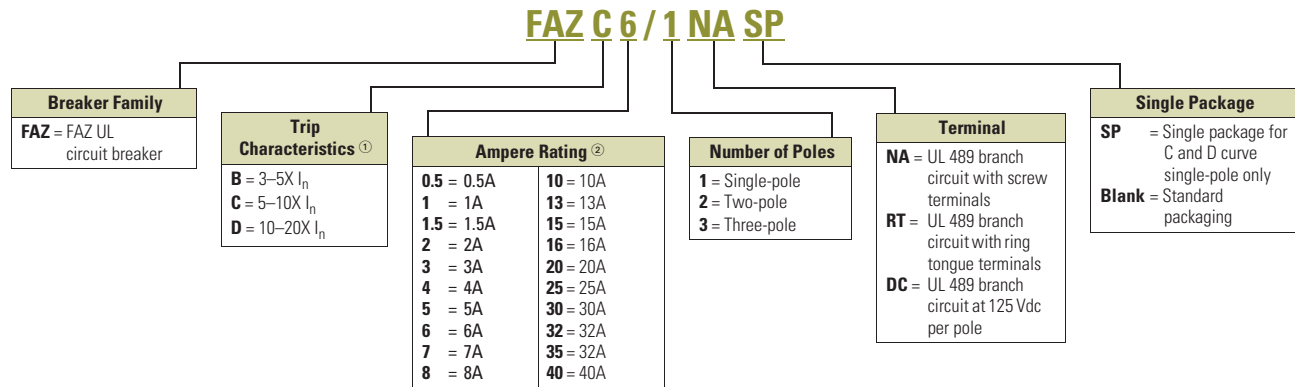 FAZ C 6 / 1 NA SP
Breaker Family
FAZ = FAZ UL
circuit breaker
Trip
Characteristics ①
B = 3–5X In
C = 5–10X In
D = 10–20X In
Ampere Rating ②
0.5 = 0.5A
1 = 1A
1.5 = 1.5A
2 = 2A
3 = 3A
4 = 4A
5 = 5A
6 = 6A
7 = 7A
8 = 8A
10 = 10A
13 = 13A
15 = 15A
16 = 16A
20 = 20A
25 = 25A
30 = 30A
32 = 32A
35 = 32A
40 = 40A
Number of Poles
1 = Single-pole
2 = Two-pole
3 = Three-pole
Terminal
NA = UL 489 branch
circuit with screw
terminals
RT = UL 489 branch
circuit with ring
tongue terminals
DC = UL 489 branch
circuit at 125 Vdc
per pole
Single Package
SP = Single package for
C and D curve
single-pole only
Blank = Standard
packaging